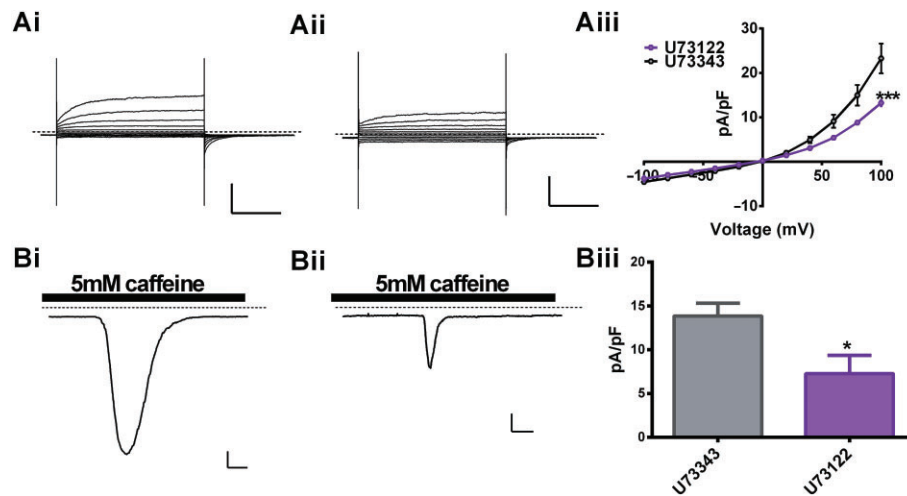 Ai
Aii
Aiii
U73122
U73343
30
20
10
***
pA/pF
–100
–50
50
100
–10
Voltage (mV)
Bi
5mM caffeine
Bii
5mM caffeine
Biii
20
15
10
5
0
pA/pF
*
U73343
U73122